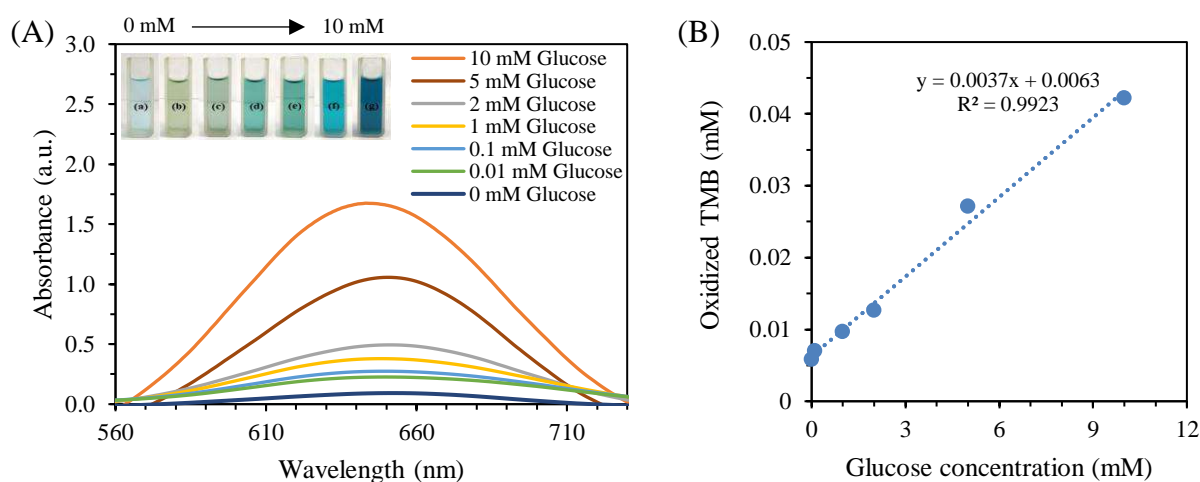 (A)
0 mM
10 mM
3.0
2.5
2.0
1.5
1.0
0.5
0.0
Absorbance (a.u.)
(a)
(b)
(c)
(d)
(e)
(f)
(g)
10 mM Glucose
5 mM Glucose
2 mM Glucose
1 mM Glucose
0.1 mM Glucose
0.01 mM Glucose
0 mM Glucose
560
610
660
710
Wavelength (nm)
(B)
0.05
0.04
0.03
0.02
0.01
0
Oxidized TMB (mM)
y = 0.0037x + 0.0063
R² = 0.9923
0
3
6
9
12
Glucose concentration (mM)